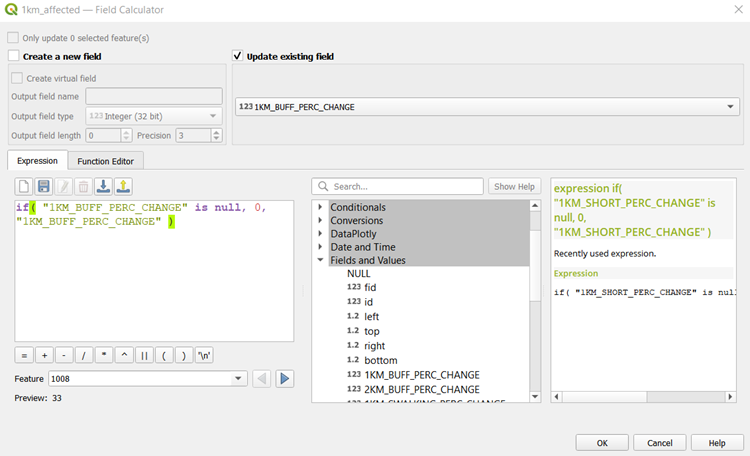 1km_affected — Field Calculator
Only update 0 selected feature(s)
Create a new field
Update existing field
Create virtual field
Output field name
Output field type 123 Integer (32 bit)
Output field length 0 Precision 3
123 1KM_BUFF_PERC_CHANGE
Expression Function Editor
if( "1KM_BUFF_PERC_CHANGE" is null, 0,
"1KM_BUFF_PERC_CHANGE" )
= + - / * ^ || ( ) '\n'
Feature 1008
Preview: 33
Search... Show Help
Conditionals
Conversions
DataPlotly
Date and Time
Fields and Values
NULL
123 fid
123 id
1.2 left
1.2 top
1.2 right
1.2 bottom
123 1KM_BUFF_PERC_CHANGE
123 2KM_BUFF_PERC_CHANGE
123 1KM_SWALKING_PERC_CHANGE
expression if(
"1KM_SHORT_PERC_CHANGE" is
null, 0,
"1KM_SHORT_PERC_CHANGE" )
Recently used expression.
Expression
if( "1KM_SHORT_PERC_CHANGE" is nul
OK Cancel Help